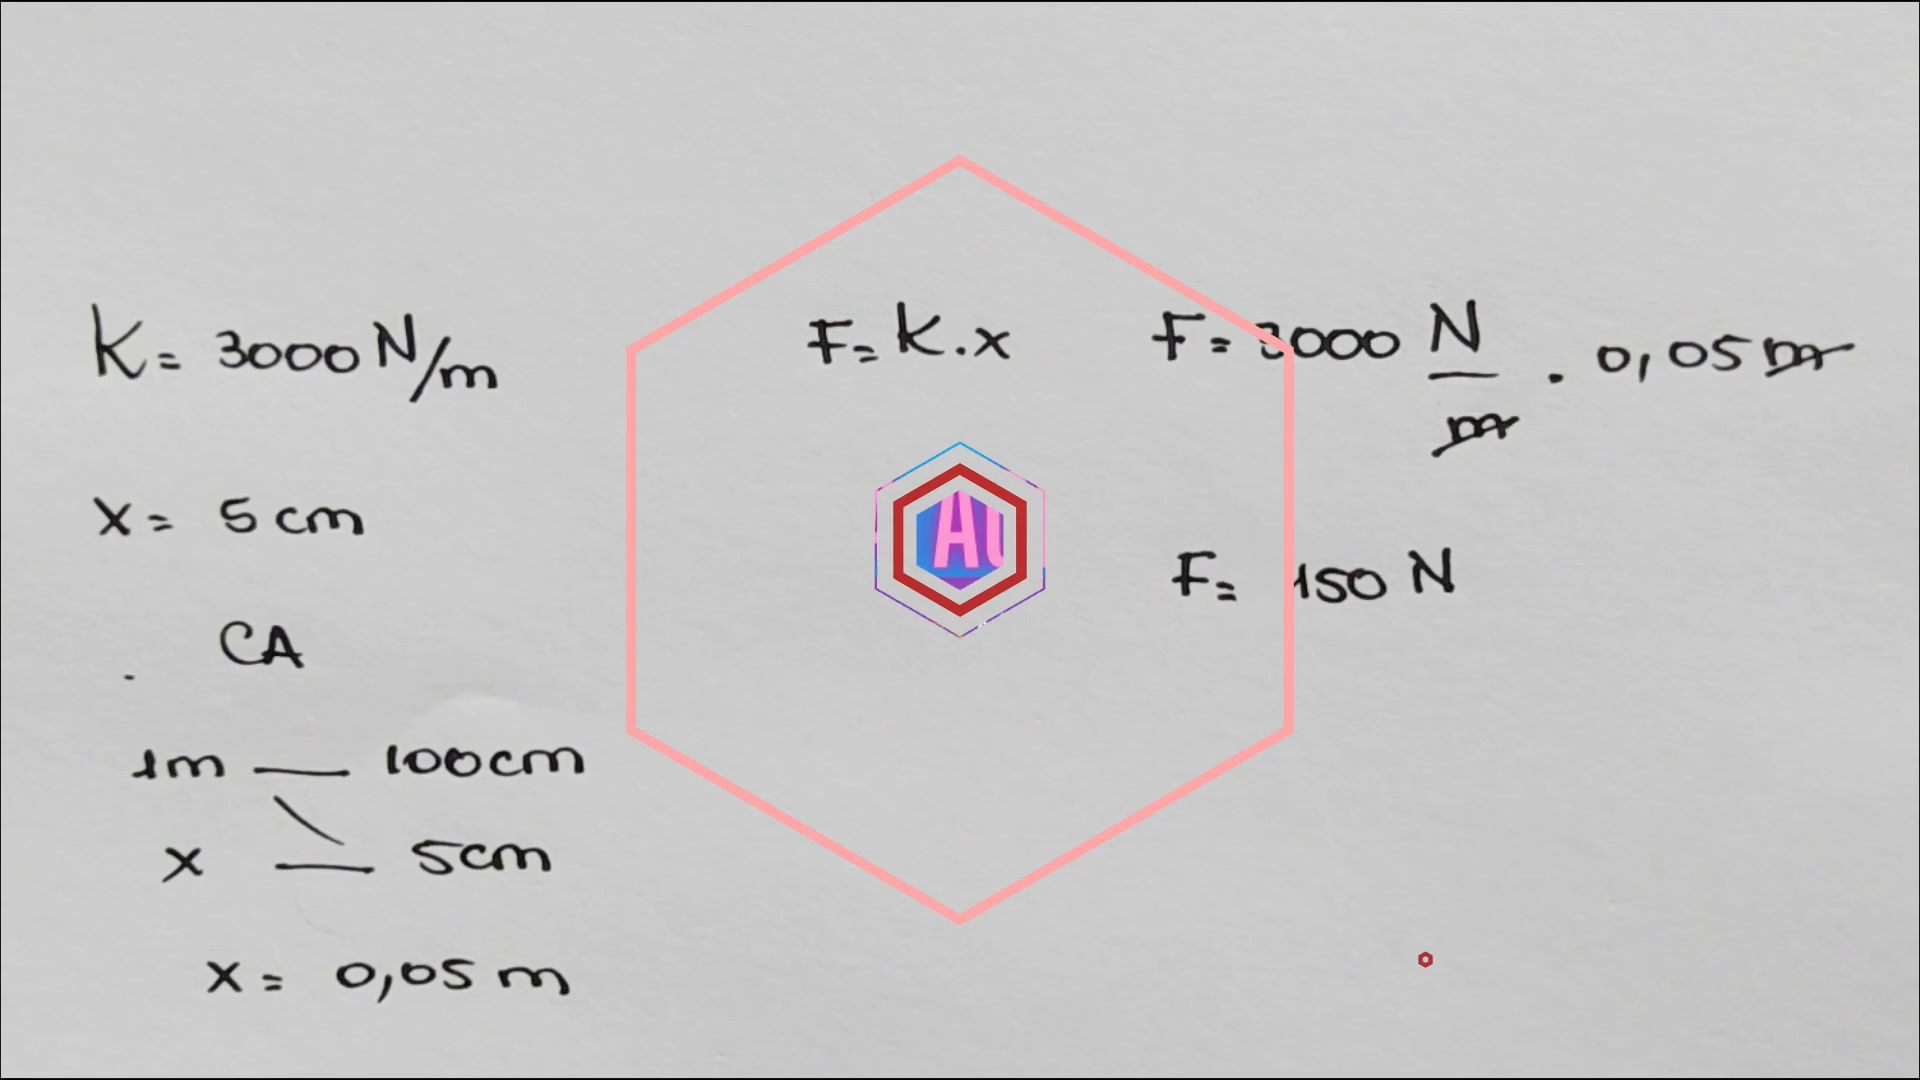 K = 3000 N/m
F = K.x
F = 3000 N/m . 0,05 m
x = 5 cm
F = 150 N
CA
1m — 100cm
x — 5cm
x = 0,05 m